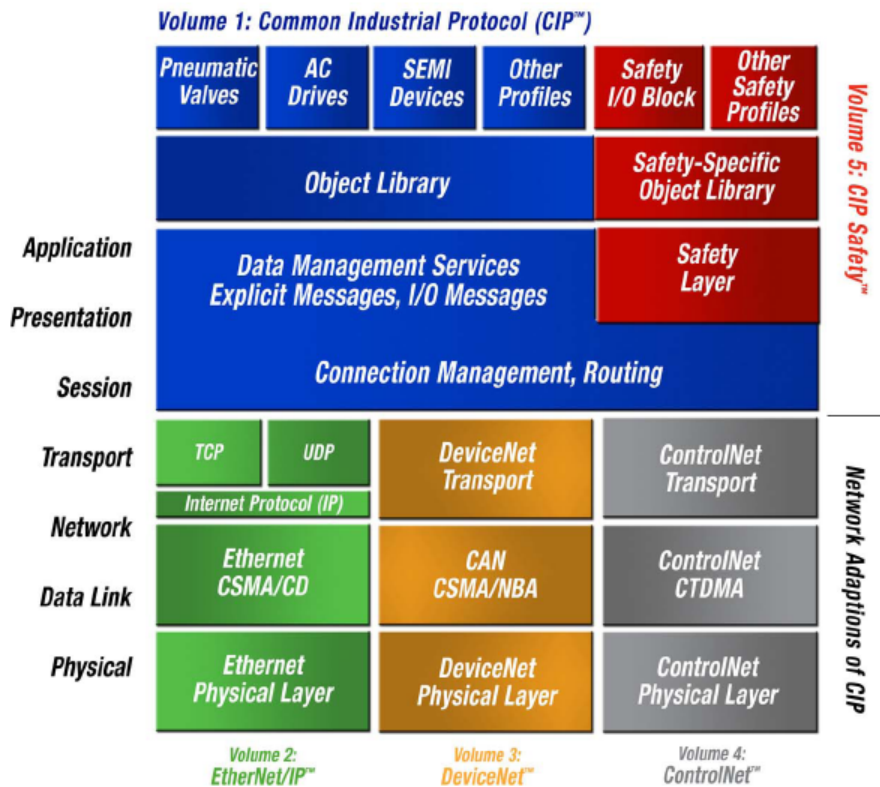 Volume 1: Common Industrial Protocol (CIP™)
Pneumatic
Valves
AC
Drives
SEMI
Devices
Other
Profiles
Safety
I/O Block
Other
Safety
Profiles
Object Library
Safety-Specific
Object Library
Application
Data Management Services
Explicit Messages, I/O Messages
Safety
Layer
Presentation
Session
Connection Management, Routing
Volume 5: CIP Safety™
Transport
TCP
UDP
DeviceNet
Transport
ControlNet
Transport
Internet Protocol (IP)
Network
Ethernet
CSMA/CD
CAN
CSMA/NBA
ControlNet
CTDMA
Data Link
Physical
Ethernet
Physical Layer
DeviceNet
Physical Layer
ControlNet
Physical Layer
Network Adaptions of CIP
Volume 2:
EtherNet/IP™
Volume 3:
DeviceNet™
Volume 4:
ControlNet™